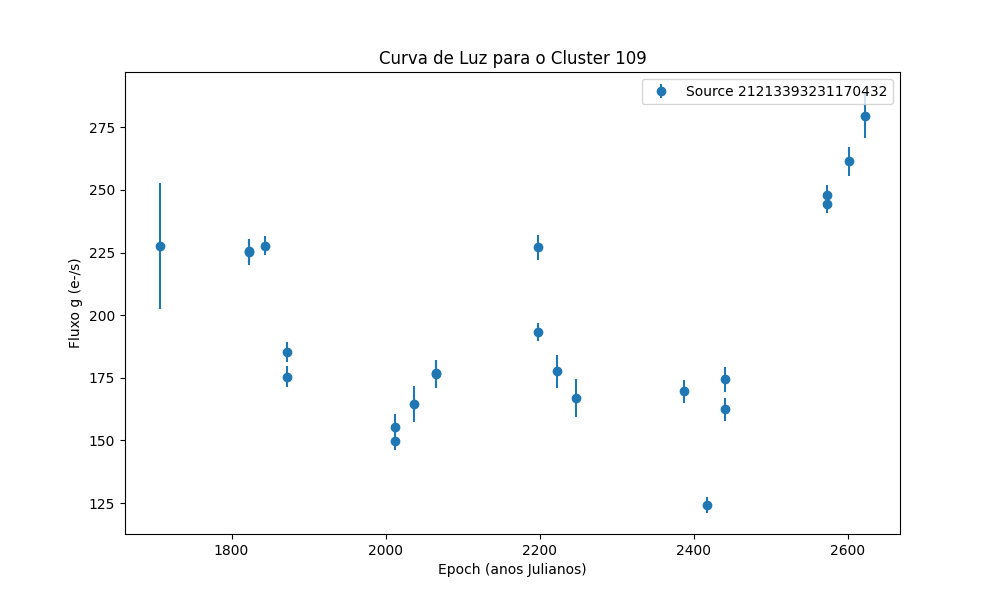 Curva de Luz para o Cluster 109
Source 21213393231170432
Fluxo g (e-/s)
275
250
225
200
175
150
125
1800 2000 2200 2400 2600
Epoch (anos Julianos)